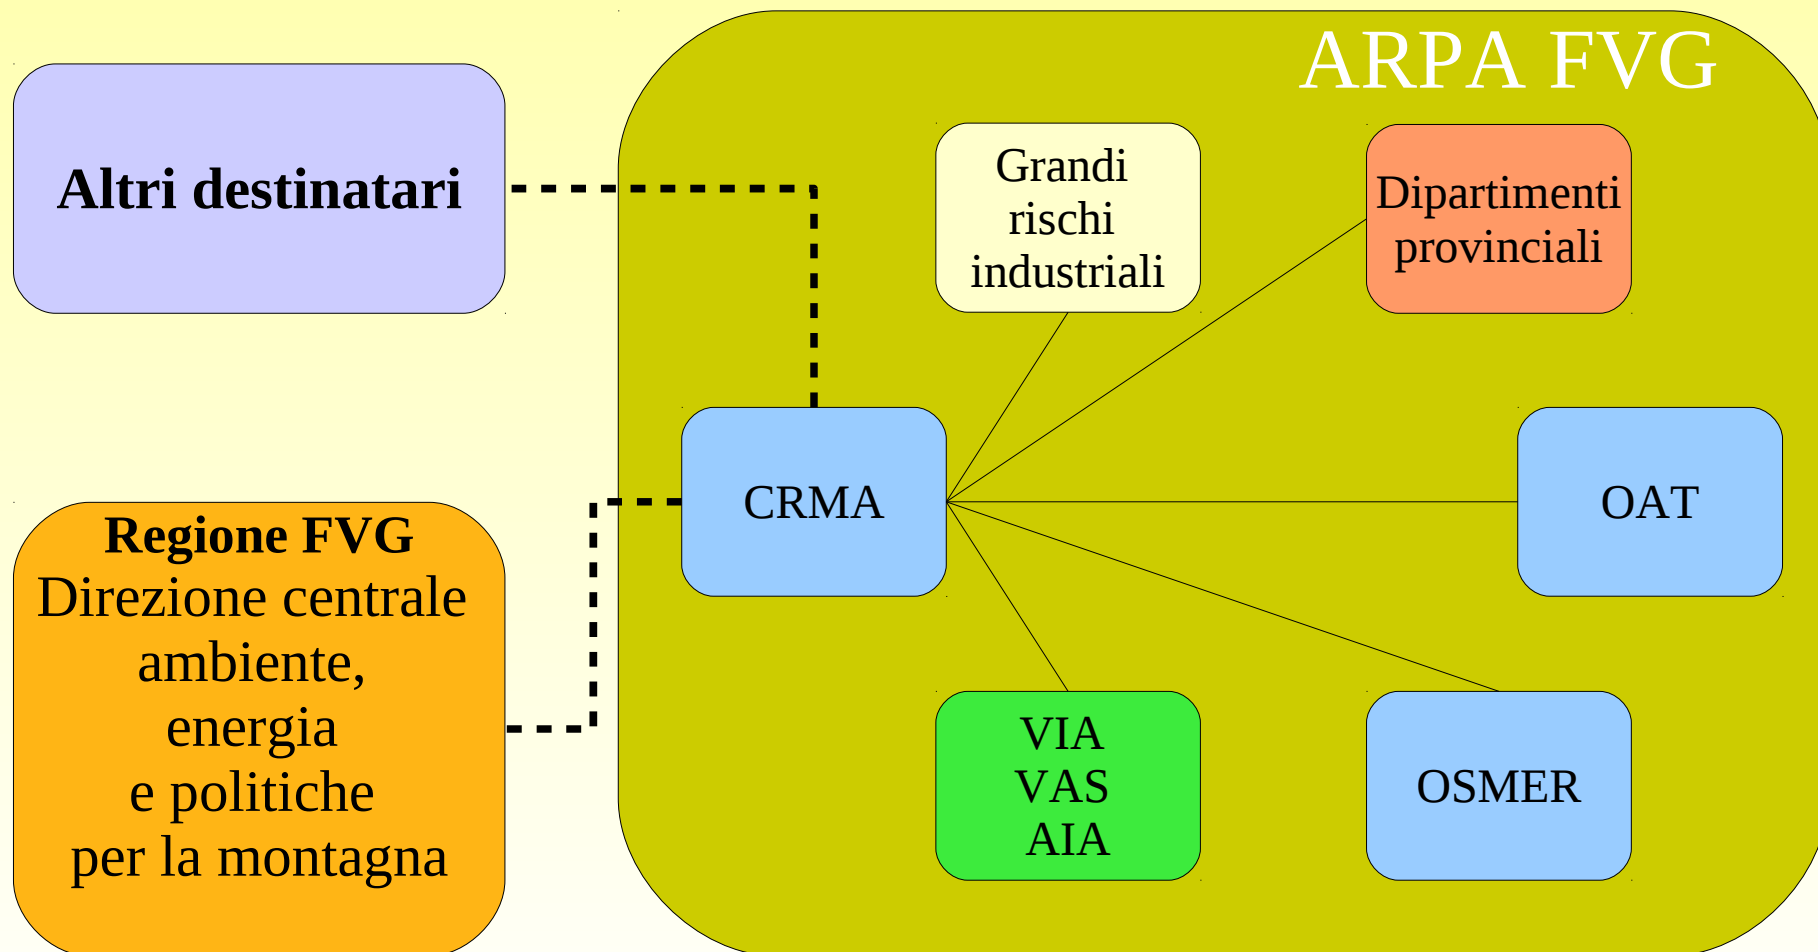 ARPA FVG
Altri destinatari
Grandi
rischi
industriali
Dipartimenti
provinciali
CRMA
OAT
Regione FVG
Direzione centrale
ambiente,
energia
e politiche
per la montagna
VIA
VAS
AIA
OSMER